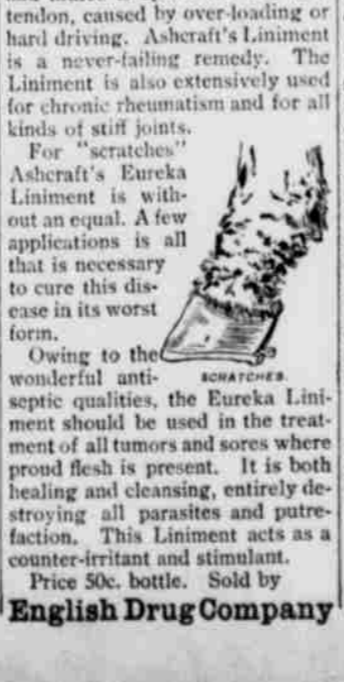 tendon, caused by over-loading or
hard driving. Ashcraft's Liniment
is a never-failing remedy. The
Liniment is also extensively used
for chronic rheumatism and for all
kinds of stiff joints.
For "scratches"
Ashcraft's Eureka
Liniment is with-
out an equal. A few
applications is all
that is necessary
to cure this dis-
ease in its worst
form.
Owing to the
wonderful anti-
SCRATCHES.
septic qualities, the Eureka Lini-
ment should be used in the treat-
ment of all tumors and sores where
proud flesh is present. It is both
healing and cleansing, entirely de-
stroying all parasites and putre-
faction. This Liniment acts as a
counter-irritant and stimulant.
Price 50c. bottle. Sold by
English Drug Company